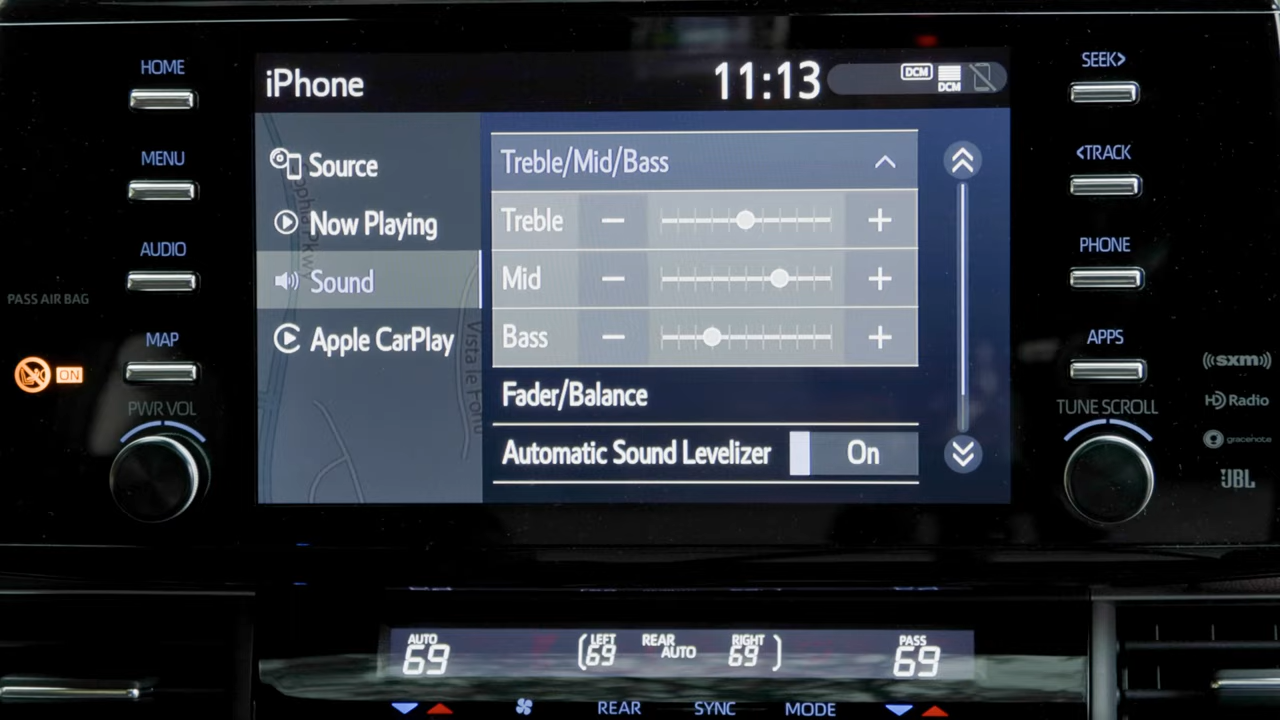 HOME
MENU
AUDIO
MAP
PASS AIR BAG
ON
PWR VOL
iPhone
11:13
DCM
DCM
Source
Now Playing
Sound
Apple CarPlay
Vista le
Treble/Mid/Bass
Treble
Mid
Bass
Fader/Balance
Automatic Sound Levelizer
On
SEEK>
<TRACK
PHONE
APPS
TUNE SCROLL
((sxm))
HD Radio
gracenote
JBL
AUTO
69
LEFT
69
REAR
AUTO
RIGHT
69
PASS
69
REAR
SYNC
MODE